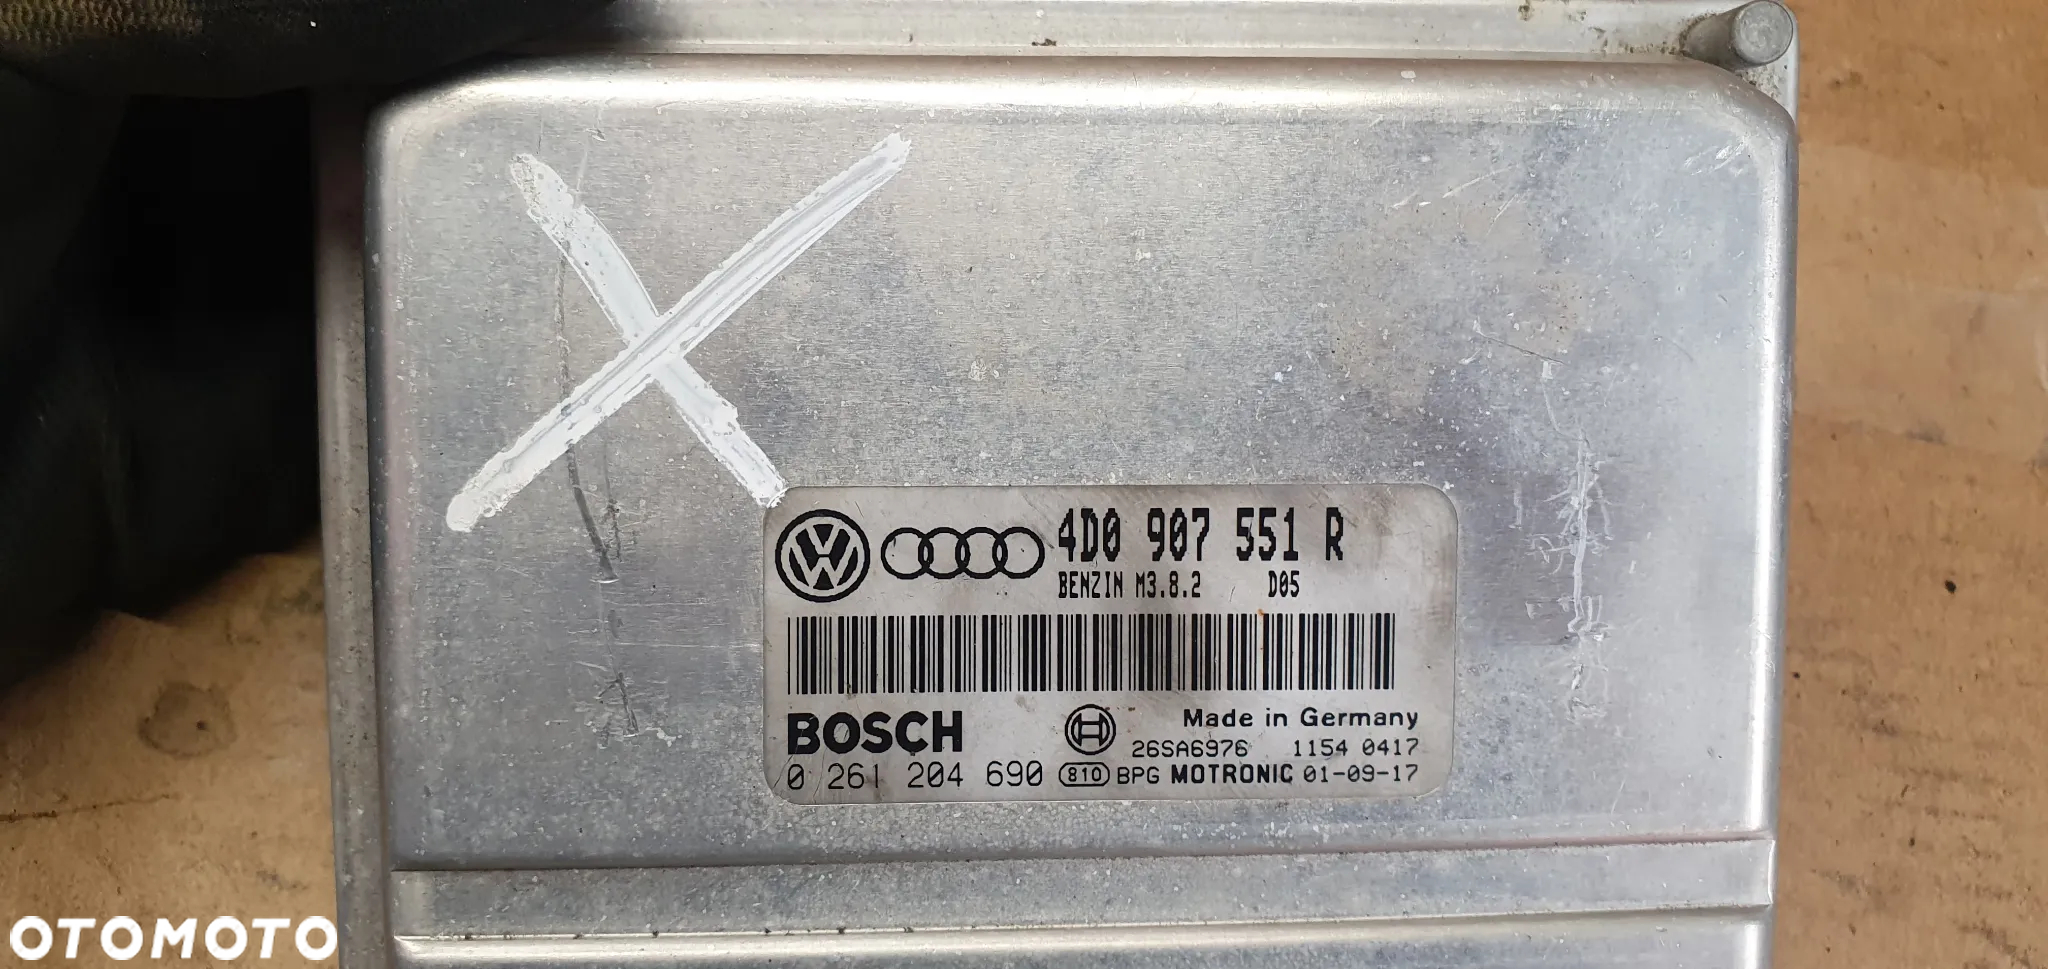 4D0 907 551 R
BENZIN M3.8.2 D05
BOSCH
Made in Germany
26SA6976 1154 0417
0 261 204 690 810 BPG MOTRONIC 01-09-17
OTOMOTO